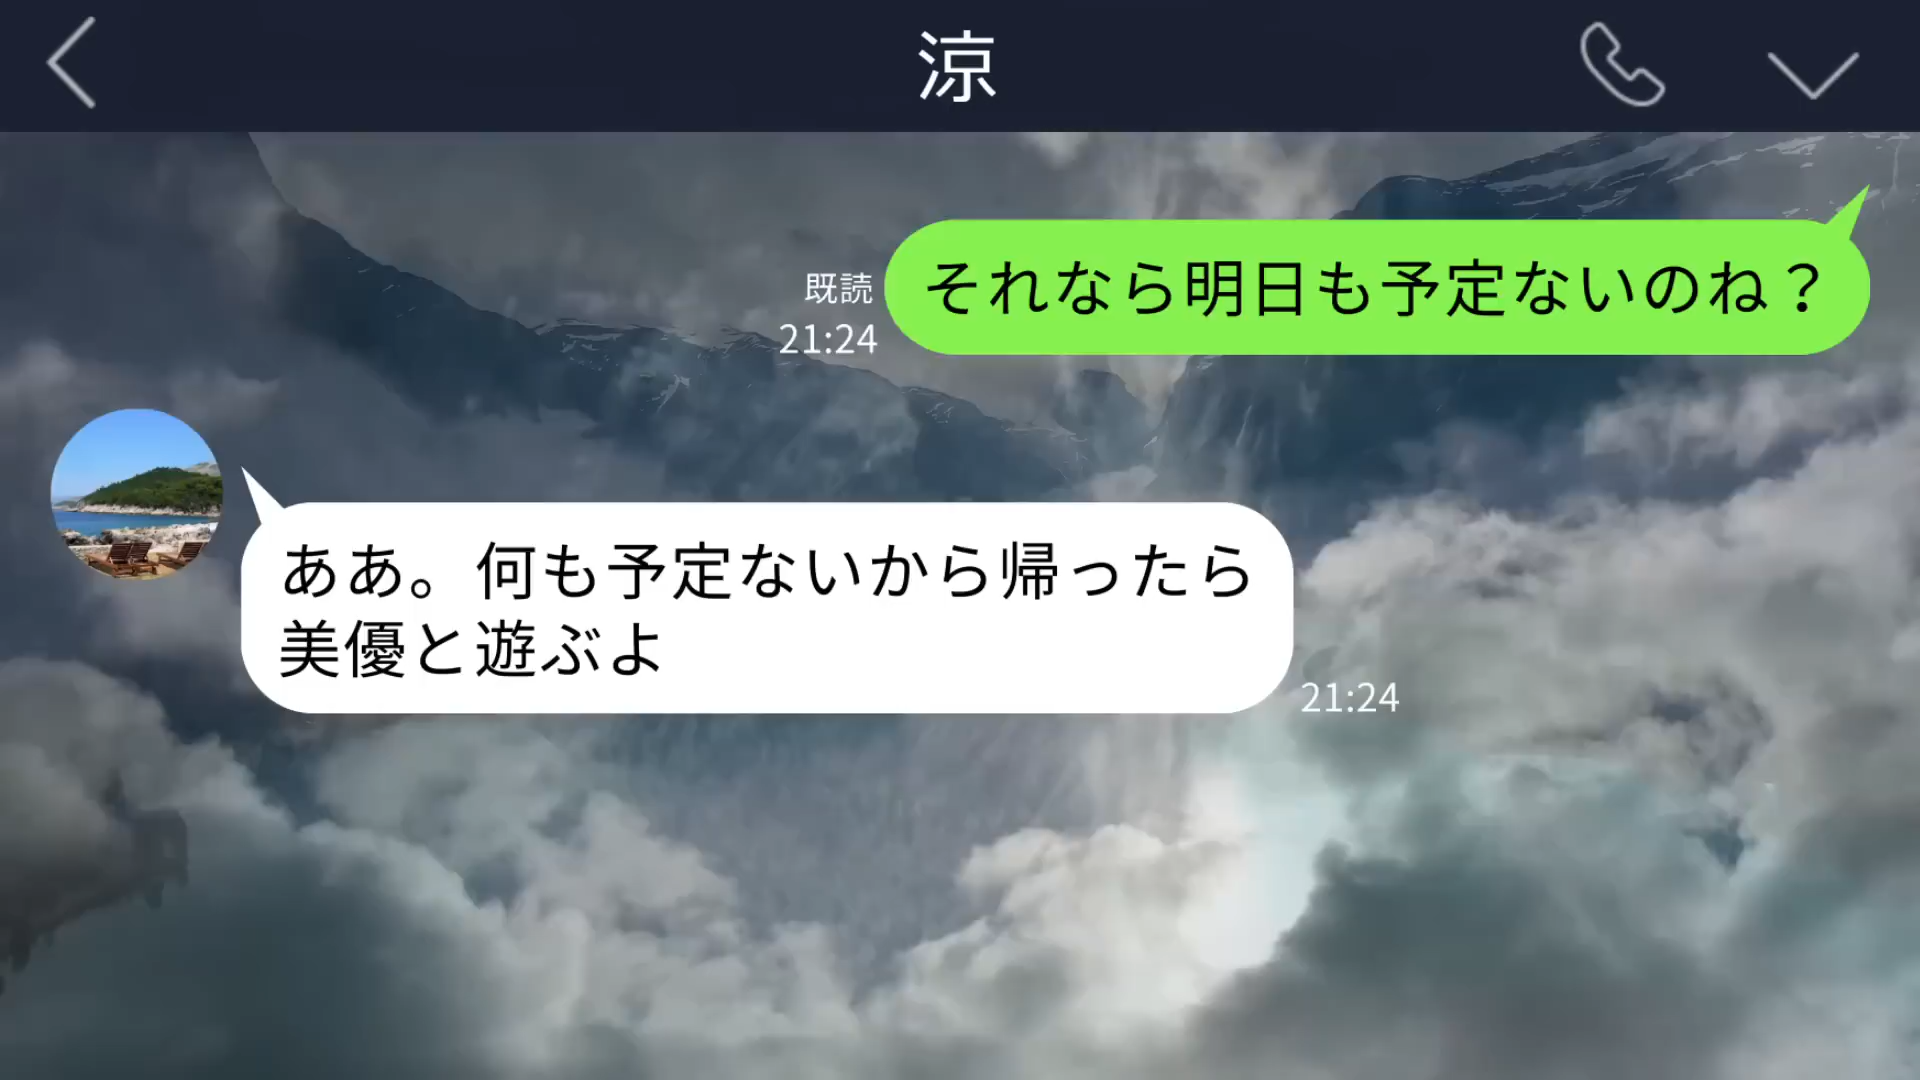 涼
それなら明日も予定ないのね？
既読
21:24
ああ。何も予定ないから帰ったら
美優と遊ぶよ
21:24